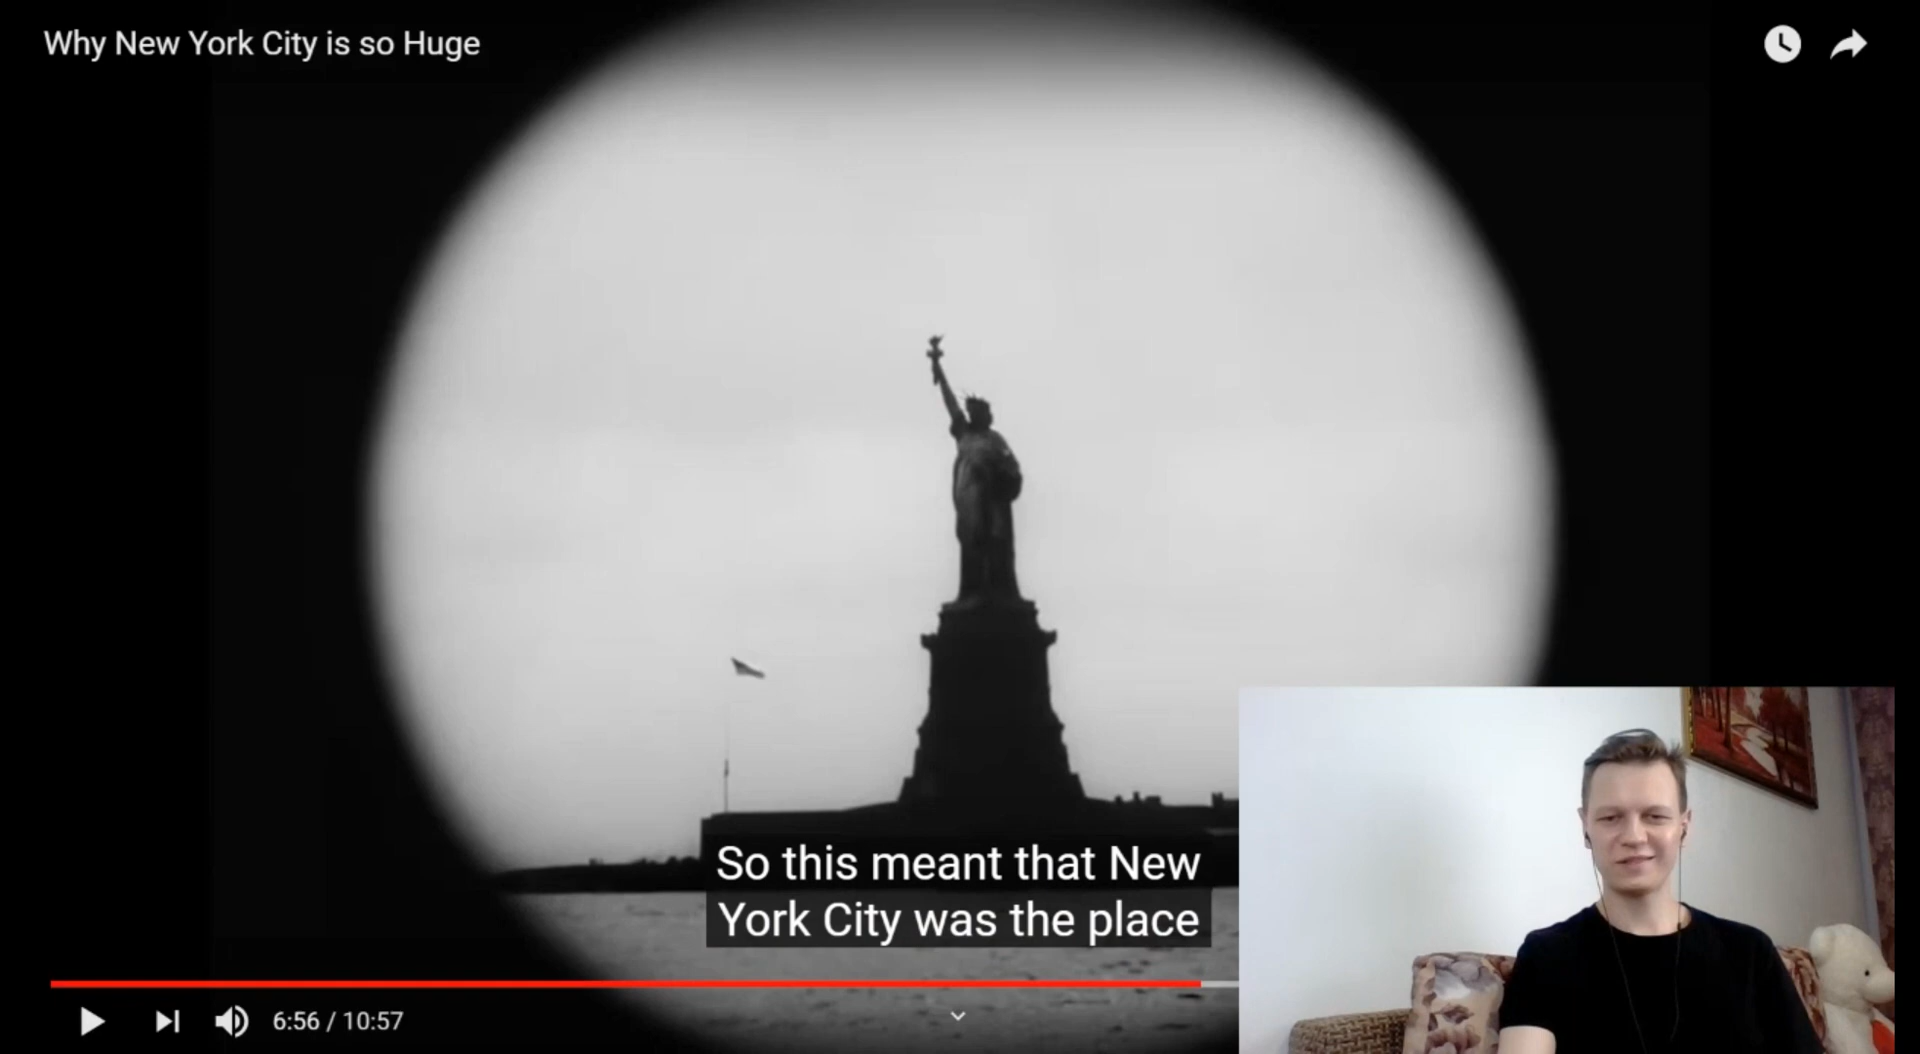 Why New York City is so Huge
So this meant that New
York City was the place
6:56 / 10:57